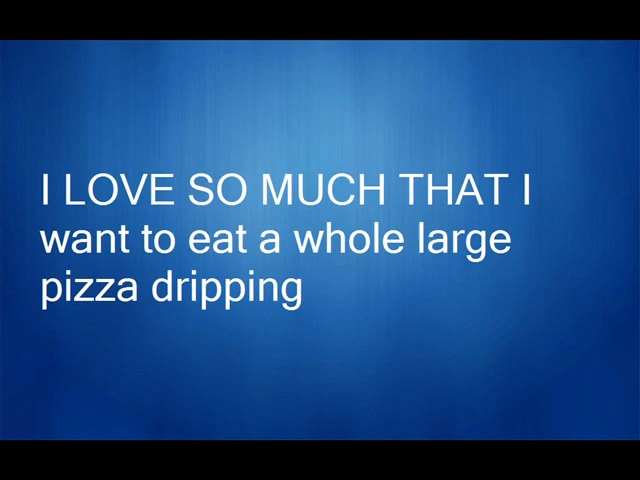 I LOVE SO MUCH THAT I
want to eat a whole large
pizza dripping